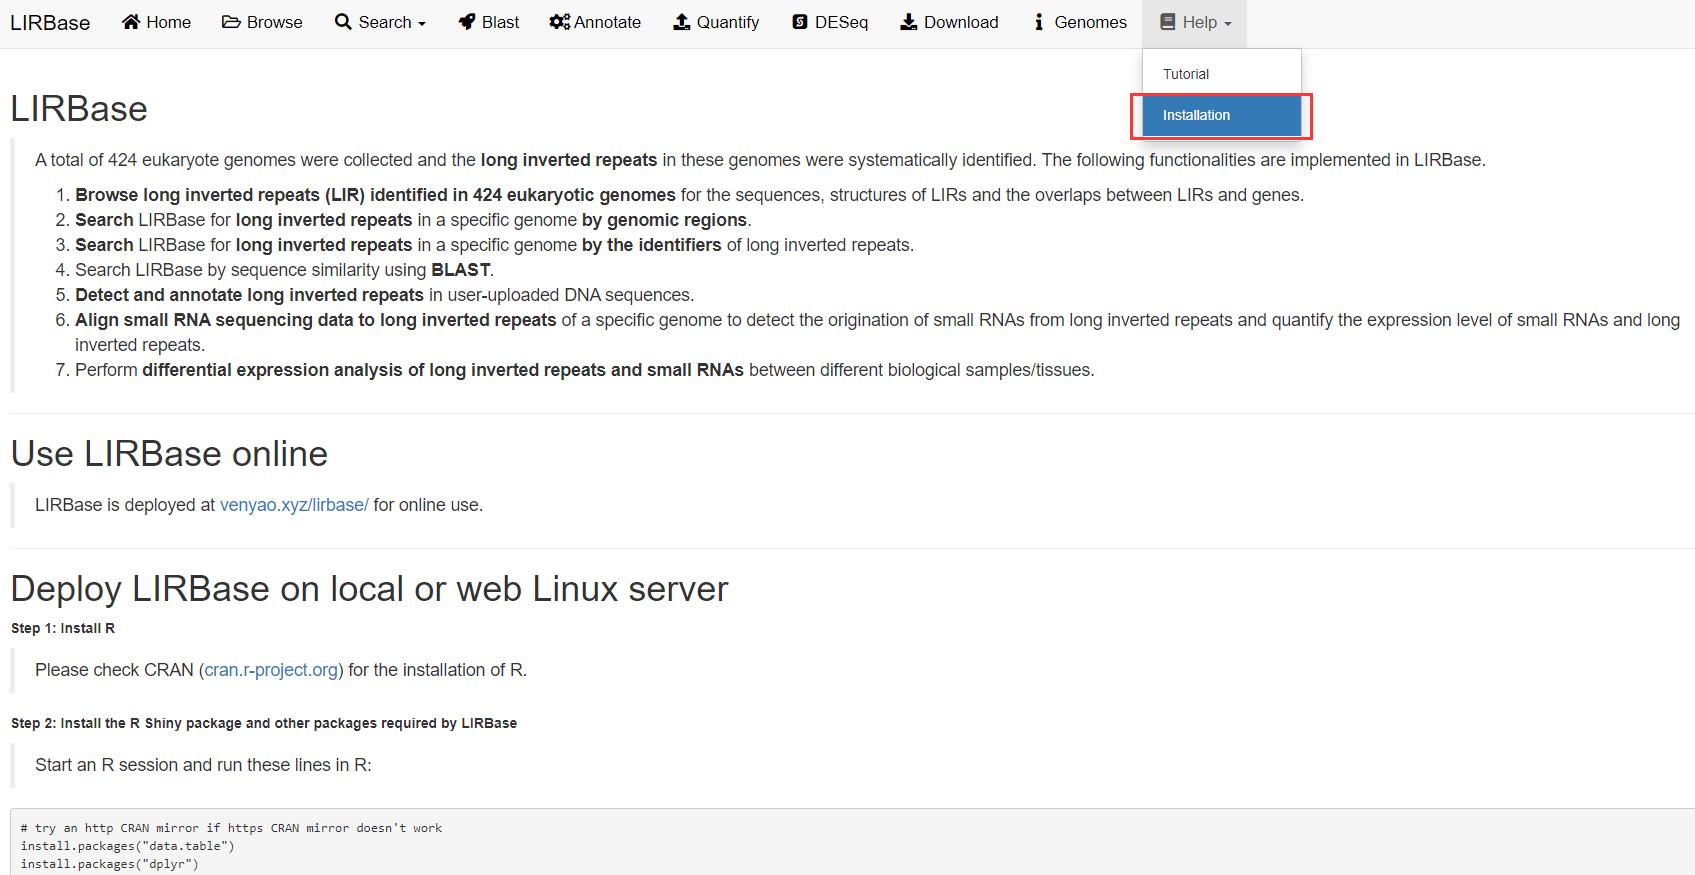 LIRBase Home Browse Search Blast Annotate Quantify DESeq Download Genomes Help
Tutorial
Installation
LIRBase
A total of 424 eukaryote genomes were collected and the long inverted repeats in these genomes were systematically identified. The following functionalities are implemented in LIRBase.
1. Browse long inverted repeats (LIR) identified in 424 eukaryotic genomes for the sequences, structures of LIRs and the overlaps between LIRs and genes.
2. Search LIRBase for long inverted repeats in a specific genome by genomic regions.
3. Search LIRBase for long inverted repeats in a specific genome by the identifiers of long inverted repeats.
4. Search LIRBase by sequence similarity using BLAST.
5. Detect and annotate long inverted repeats in user-uploaded DNA sequences.
6. Align small RNA sequencing data to long inverted repeats of a specific genome to detect the origination of small RNAs from long inverted repeats and quantify the expression level of small RNAs and long
inverted repeats.
7. Perform differential expression analysis of long inverted repeats and small RNAs between different biological samples/tissues.
Use LIRBase online
LIRBase is deployed at venyao.xyz/lirbase/ for online use.
Deploy LIRBase on local or web Linux server
Step 1: Install R
Please check CRAN (cran.r-project.org) for the installation of R.
Step 2: Install the R Shiny package and other packages required by LIRBase
Start an R session and run these lines in R:
# try an http CRAN mirror if https CRAN mirror doesn't work
install.packages("data.table")
install.packages("dplyr")